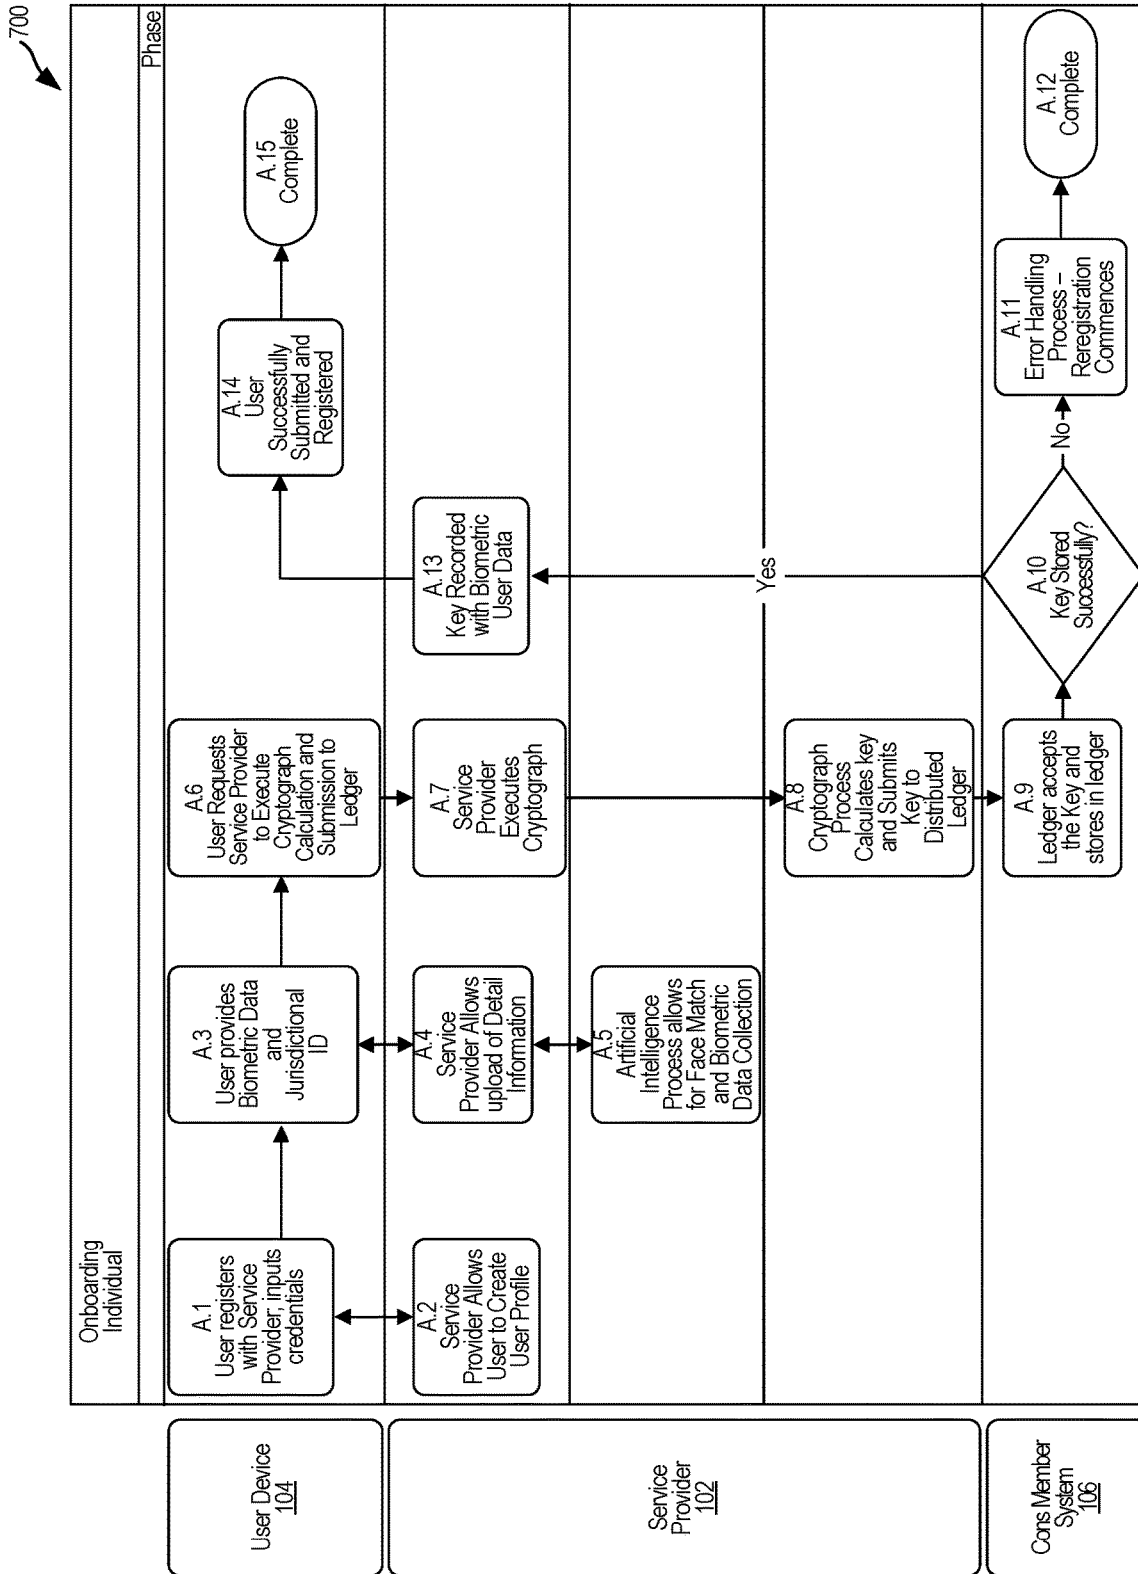 700
Onboarding
Individual
Phase
User Device
104
A.1
User registers
with Service
Provider; inputs
credentials
A.3
User provides
Biometric Data
and
Jurisdictional
ID
A.6
User Requests
Service Provider
to Execute
Cryptograph
Calculation and
Submission to
Ledger
A.14
User
Successfully
Submitted and
Registered
A.15
Complete
Service
Provider
102
A.2
Service
Provider Allows
User to Create
User Profile
A.4
Service
Provider Allows
upload of Detail
Information
A.7
Service
Provider
Executes
Cryptograph
A.13
Key Recorded
with Biometric
User Data
A.5
Artificial
Intelligence
Process allows
for Face Match
and Biometric
Data Collection
A.8
Cryptograph
Process
Calculates key
and Submits
Key to
Distributed
Ledger
Yes
Cons Member
System
106
A.9
Ledger accepts
the Key and
stores in ledger
A.10
Key Stored
Successfully?
No
A.11
Error Handling
Process –
Reregistration
Commences
A.12
Complete